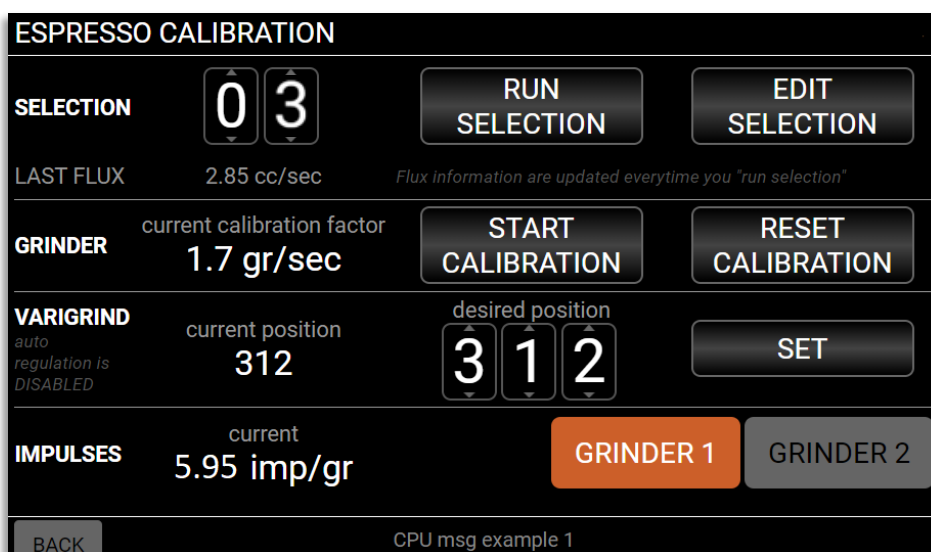 ESPRESSO CALIBRATION
SELECTION
0 3
RUN
SELECTION
EDIT
SELECTION
LAST FLUX
2.85 cc/sec
Flux information are updated everytime you "run selection"
GRINDER
current calibration factor
1.7 gr/sec
START
CALIBRATION
RESET
CALIBRATION
VARIGRIND
auto
regulation is
DISABLED
current position
312
desired position
3 1 2
SET
IMPULSES
current
5.95 imp/gr
GRINDER 1
GRINDER 2
BACK
CPU msg example 1